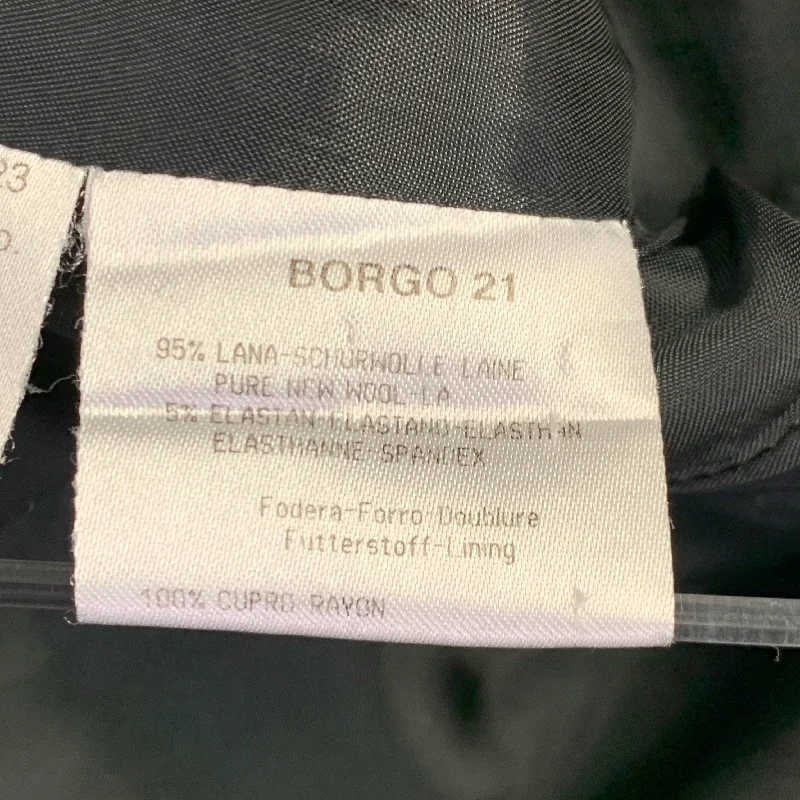 23
D.
BORGO 21
95% LANA-SCHURWOLLE LAINE
PURE NEW WOOL-LA
5% ELASTAN-ELASTANO-ELASTHAN
ELASTHANNE-SPANDEX
Fodera-Forro-Doublure
Futterstoff-Lining
100% CUPRO RAYON